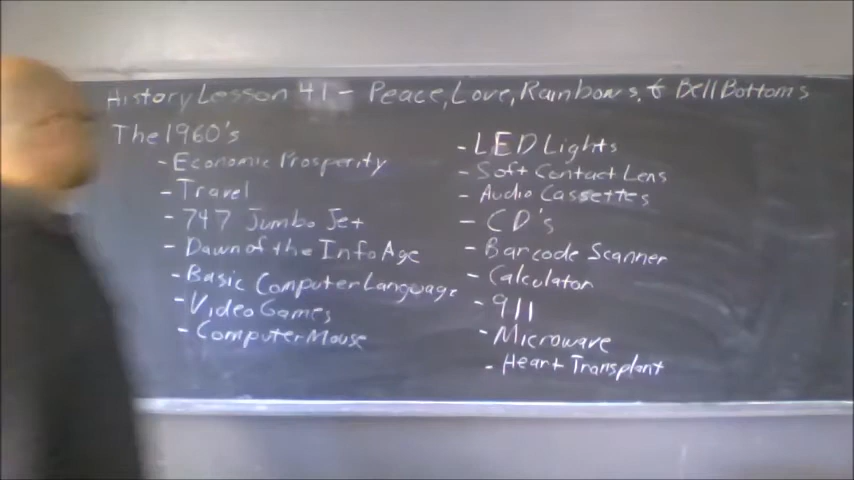 History Lesson 41 - Peace, Love, Rainbows, & Bell Bottoms
The 1960's
- Economic Prosperity
- Travel
- 747 Jumbo Jet
- Dawn of the Info Age
- Basic Computer Language
- Video Games
- Computer Mouse
- LED Lights
- Soft Contact Lens
- Audio Cassettes
- CD's
- Barcode Scanner
- Calculator
- 911
- Microwave
- Heart Transplant